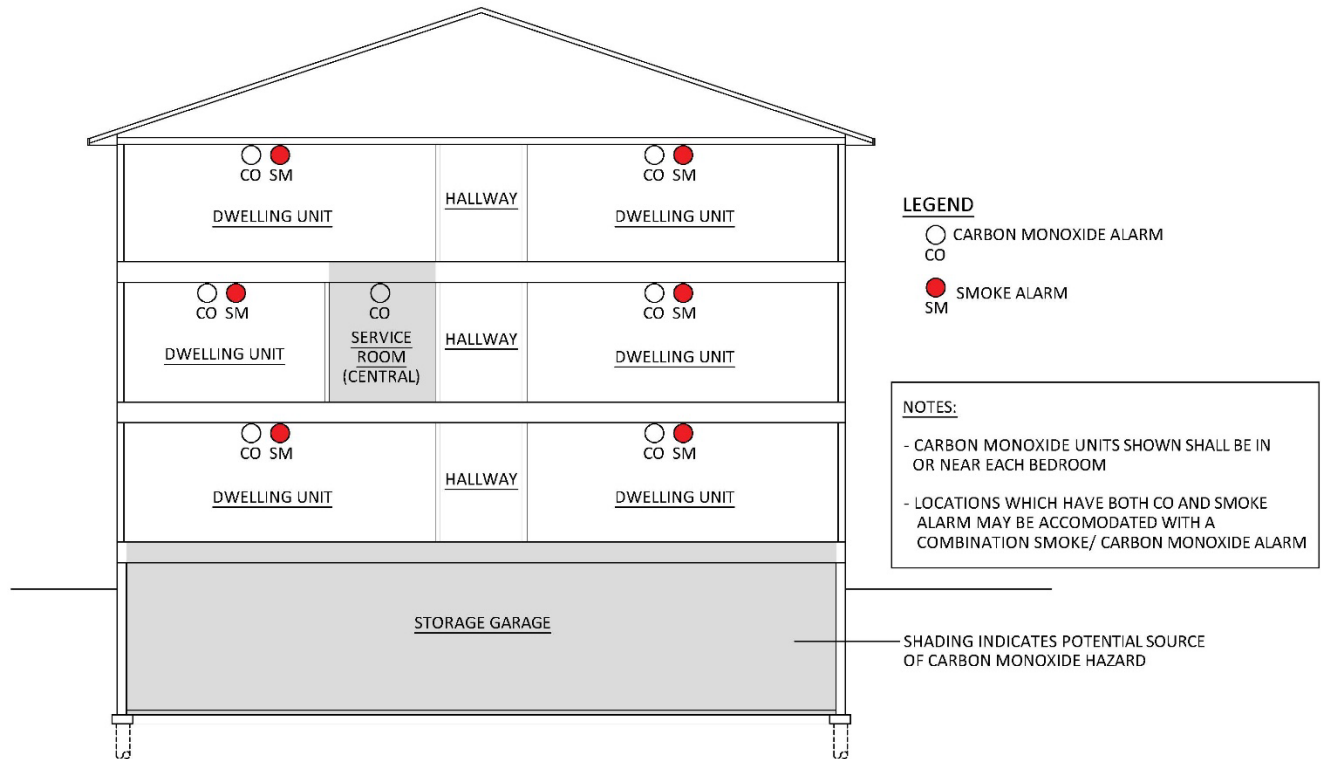 CO SM
DWELLING UNIT
HALLWAY
CO SM
DWELLING UNIT
CO SM
DWELLING UNIT
CO
SERVICE
ROOM
(CENTRAL)
HALLWAY
CO SM
DWELLING UNIT
CO SM
DWELLING UNIT
HALLWAY
CO SM
DWELLING UNIT
STORAGE GARAGE
LEGEND
CARBON MONOXIDE ALARM
CO
SMOKE ALARM
SM
NOTES:
- CARBON MONOXIDE UNITS SHOWN SHALL BE IN
OR NEAR EACH BEDROOM
- LOCATIONS WHICH HAVE BOTH CO AND SMOKE
ALARM MAY BE ACCOMODATED WITH A
COMBINATION SMOKE/ CARBON MONOXIDE ALARM
SHADING INDICATES POTENTIAL SOURCE
OF CARBON MONOXIDE HAZARD